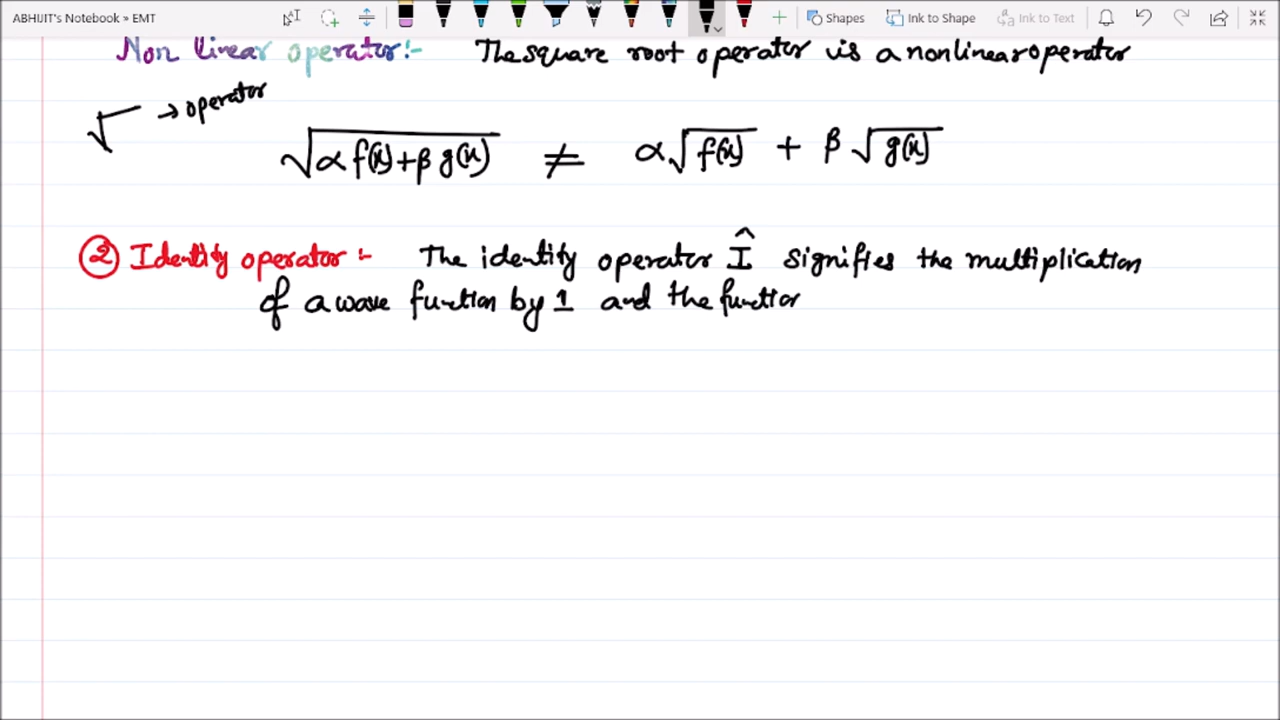 ABHIJIT's Notebook » EMT Shapes Ink to Shape Ink to Text
Non linear operator:- The square root operator is a nonlinear operator
√ → operator
√(α f(x) + β g(x)) ≠ α√f(x) + β √g(x)
② Identity operator:- The identity operator Î signifies the multiplication
of a wave function by 1 and the function